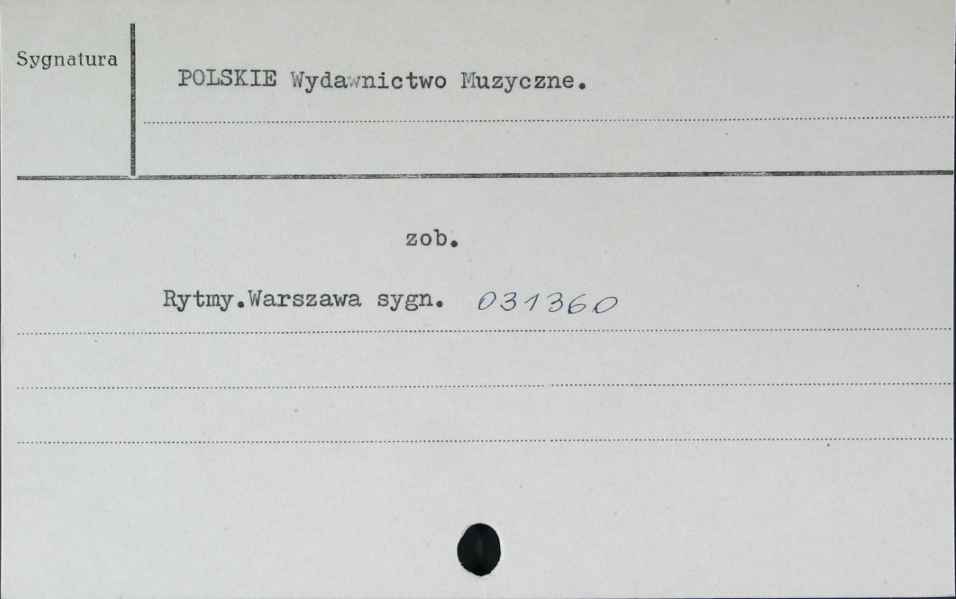 Sygnatura
POLSKIE Wydawnictwo Muzyczne.
zob.
Rytmy.Warszawa sygn. 031360